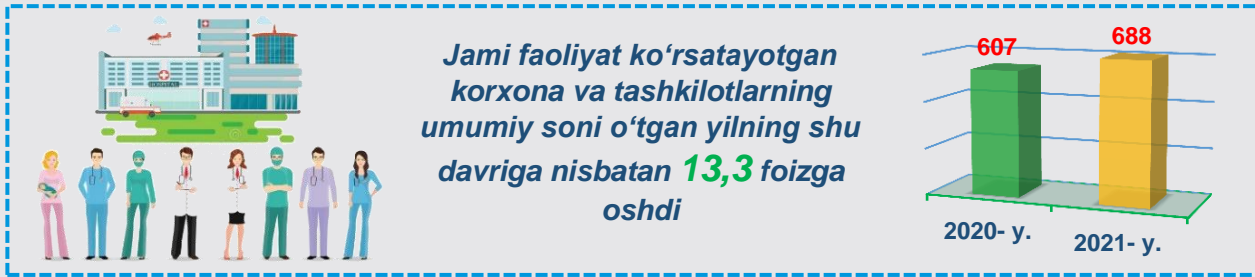 HOSPITAL
Jami faoliyat ko‘rsatayotgan
korxona va tashkilotlarning
umumiy soni o‘tgan yilning shu
davriga nisbatan 13,3 foizga
oshdi
607
688
2020- y.
2021- y.